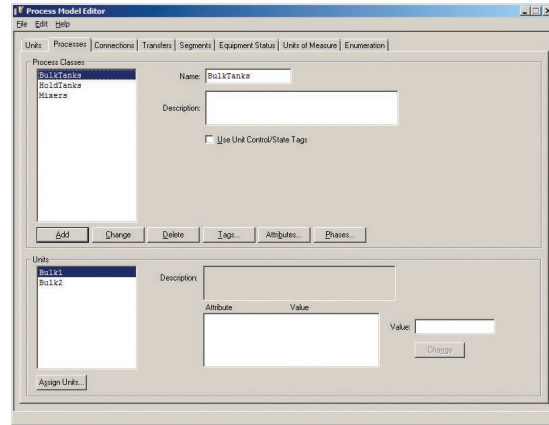 Process Model Editor
File Edit Help
Units Processes Connections Transfers Segments Equipment Status Units of Measure Enumeration
Process Classes
BulkTanks
HoldTanks
Mixers
Name: BulkTanks
Description:
Use Unit Control/State Tags
Add Change Delete Tags... Attributes... Phases...
Units
Bulk1
Bulk2
Description:
Attribute Value
Value:
Change
Assign Units...